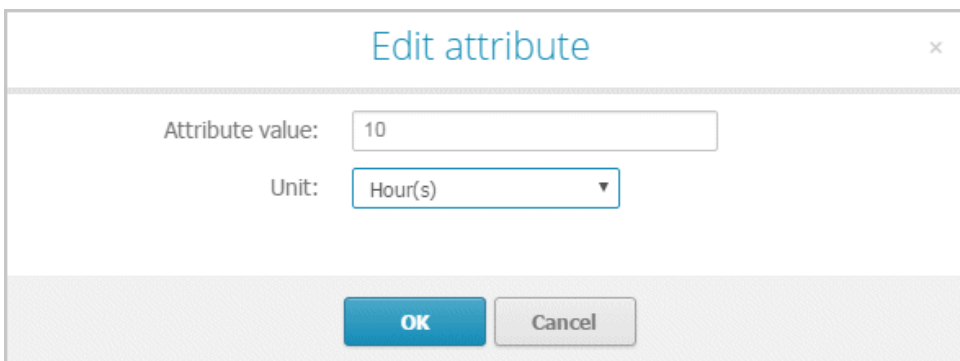 Edit attribute ×
Attribute value: 10
Unit: Hour(s)
OK Cancel